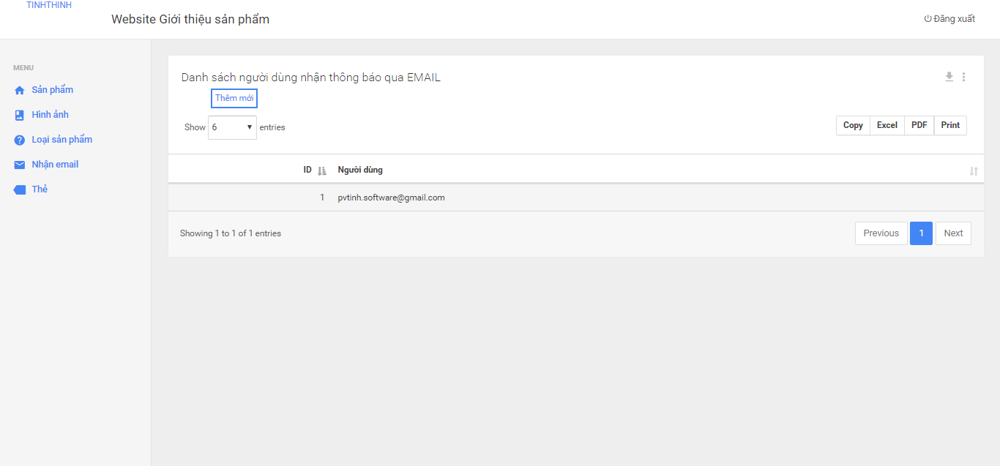 TINHTHINH
Website Giới thiệu sản phẩm
Đăng xuất
MENU
Sản phẩm
Hình ảnh
Loại sản phẩm
Nhận email
Thẻ
Danh sách người dùng nhận thông báo qua EMAIL
Thêm mới
Show 6 entries
Copy Excel PDF Print
ID Người dùng
1 pvtinh.software@gmail.com
Showing 1 to 1 of 1 entries
Previous 1 Next